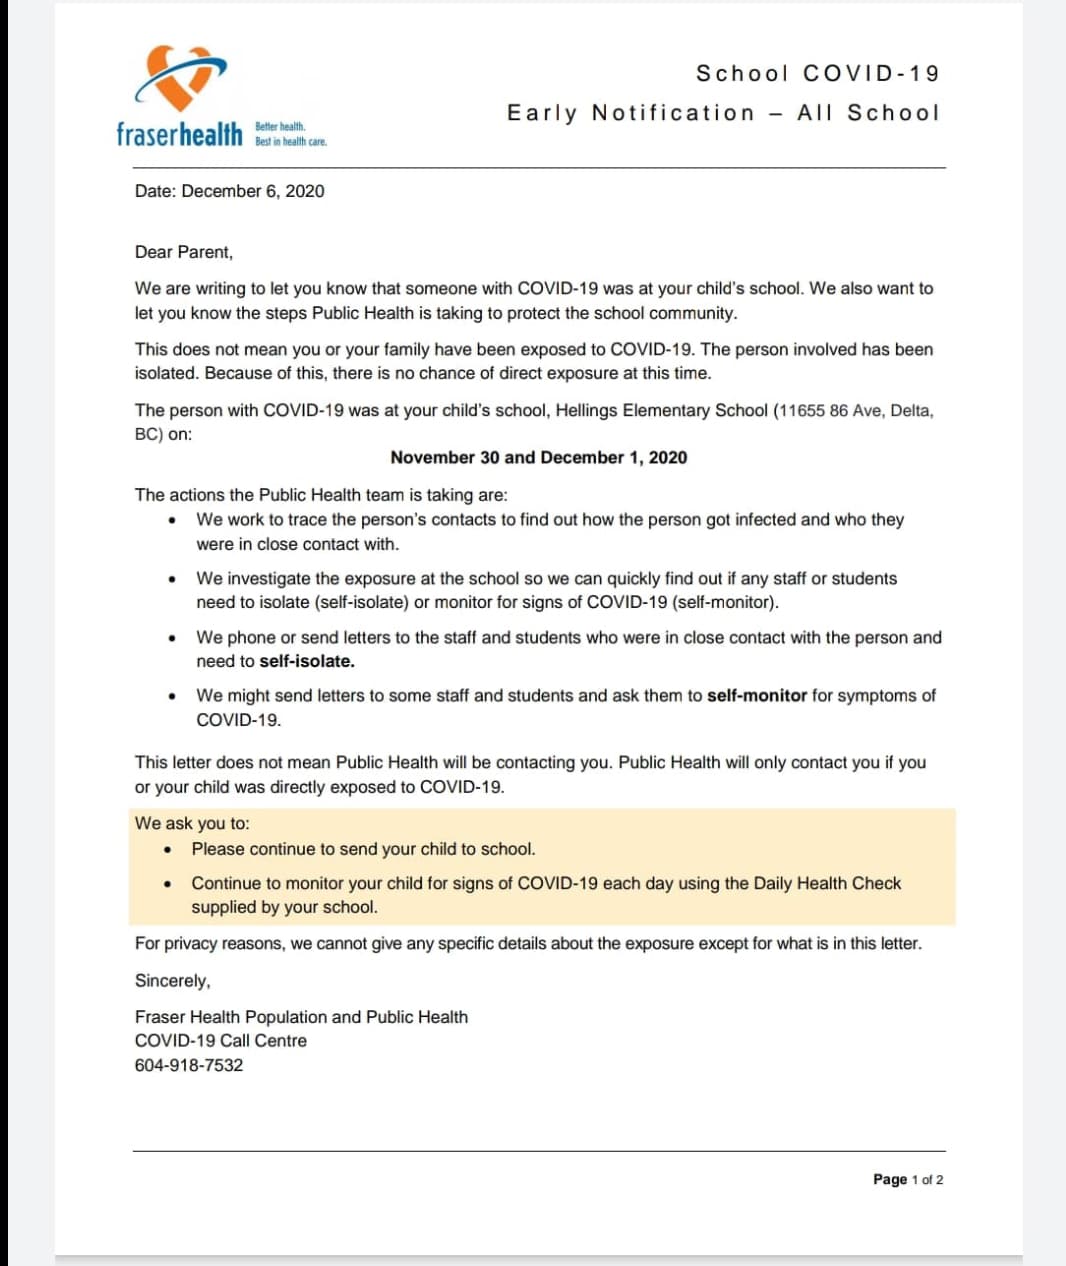 School COVID-19
Early Notification – All School
fraserhealth
Better health.
Best in health care.
Date: December 6, 2020
Dear Parent,
We are writing to let you know that someone with COVID-19 was at your child's school. We also want to
let you know the steps Public Health is taking to protect the school community.
This does not mean you or your family have been exposed to COVID-19. The person involved has been
isolated. Because of this, there is no chance of direct exposure at this time.
The person with COVID-19 was at your child's school, Hellings Elementary School (11655 86 Ave, Delta,
BC) on:
November 30 and December 1, 2020
The actions the Public Health team is taking are:
• We work to trace the person's contacts to find out how the person got infected and who they
were in close contact with.
• We investigate the exposure at the school so we can quickly find out if any staff or students
need to isolate (self-isolate) or monitor for signs of COVID-19 (self-monitor).
• We phone or send letters to the staff and students who were in close contact with the person and
need to self-isolate.
• We might send letters to some staff and students and ask them to self-monitor for symptoms of
COVID-19.
This letter does not mean Public Health will be contacting you. Public Health will only contact you if you
or your child was directly exposed to COVID-19.
We ask you to:
• Please continue to send your child to school.
• Continue to monitor your child for signs of COVID-19 each day using the Daily Health Check
supplied by your school.
For privacy reasons, we cannot give any specific details about the exposure except for what is in this letter.
Sincerely,
Fraser Health Population and Public Health
COVID-19 Call Centre
604-918-7532
Page 1 of 2